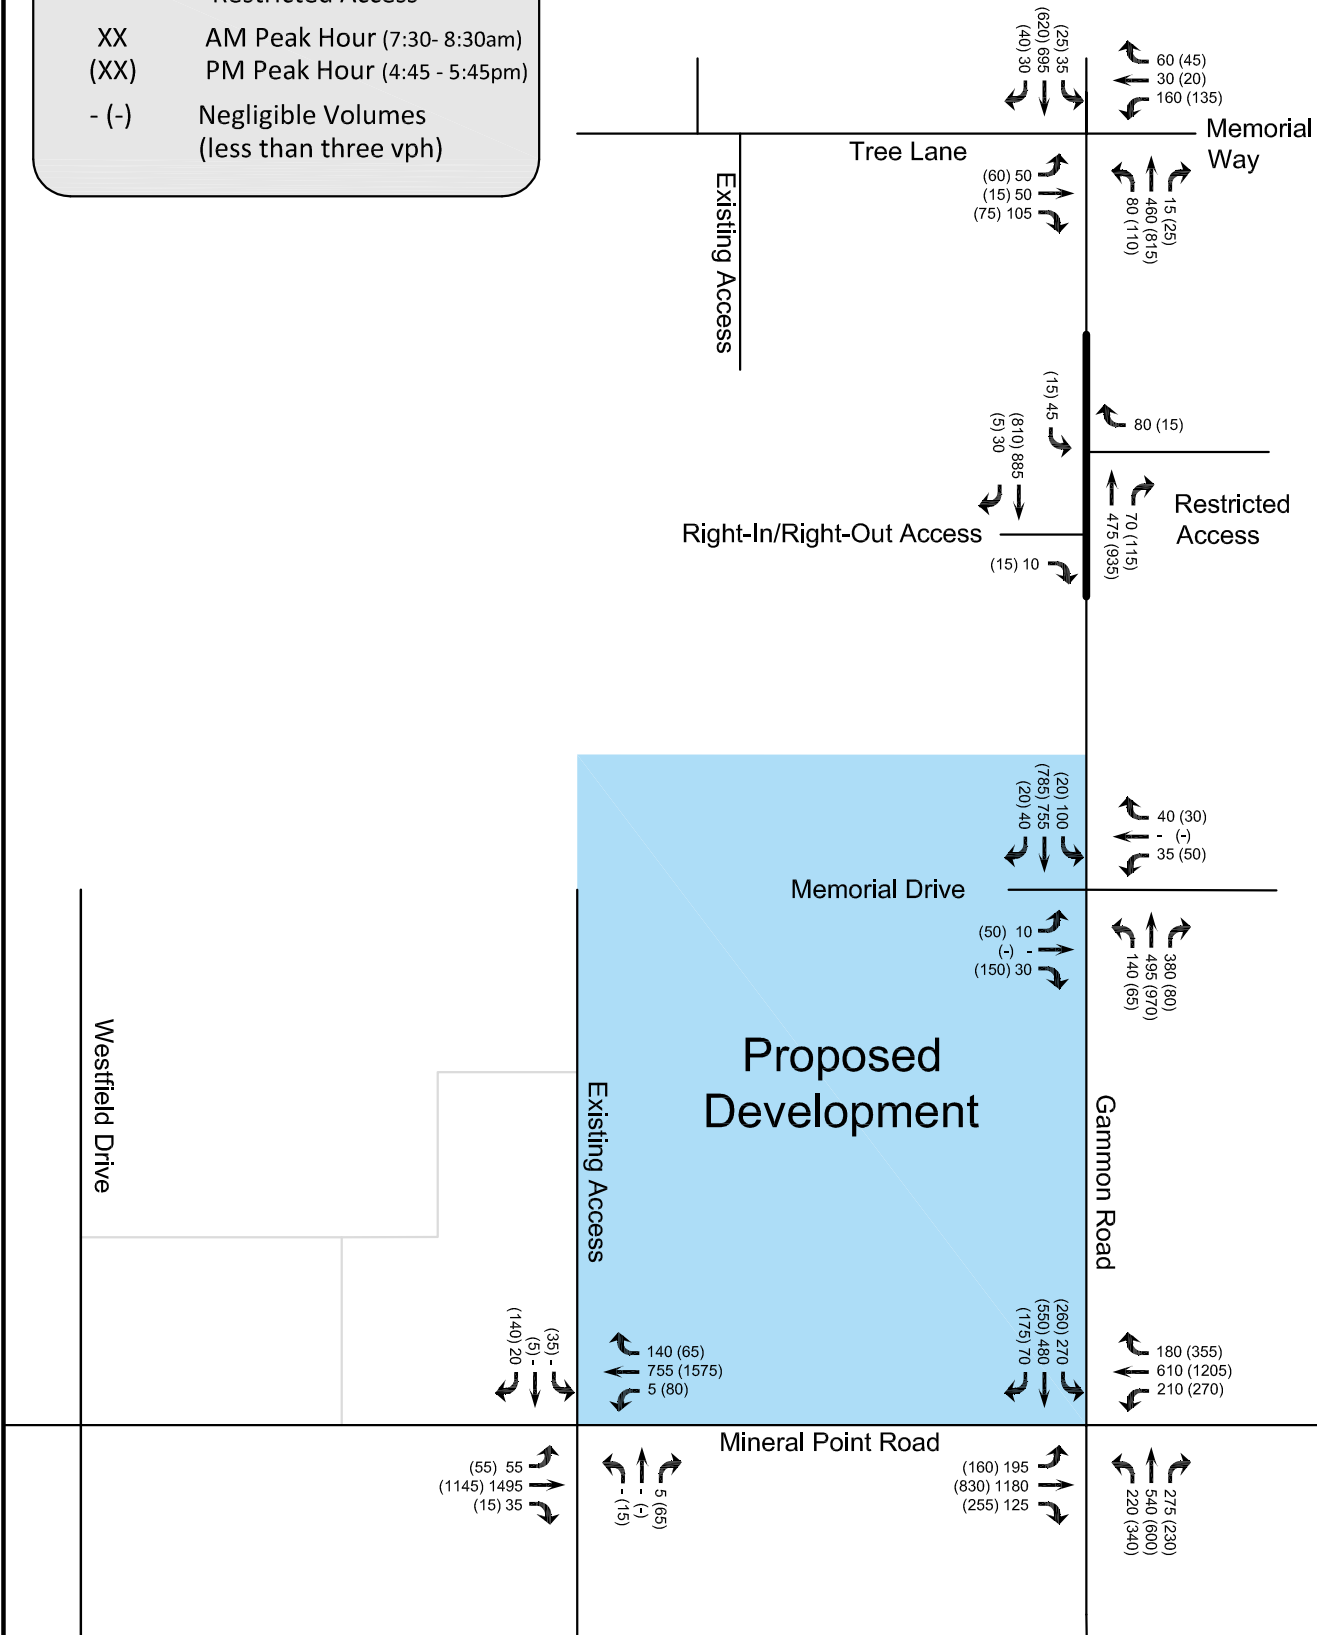 Restricted Access
XX AM Peak Hour (7:30- 8:30am)
(XX) PM Peak Hour (4:45 - 5:45pm)
- (-) Negligible Volumes
(less than three vph)
(40) 30
(620) 695
(25) 35
60 (45)
30 (20)
160 (135)
Memorial
Way
Tree Lane
(60) 50
(15) 50
(75) 105
80 (110)
460 (815)
15 (25)
Existing Access
(15) 45
(5) 30
(810) 885
80 (15)
Restricted
Access
475 (935)
70 (115)
Right-In/Right-Out Access
(15) 10
(20) 40
(785) 755
(20) 100
40 (30)
- (-)
35 (50)
Memorial Drive
(50) 10
(-) -
(150) 30
140 (65)
495 (970)
380 (80)
Westfield Drive
Existing Access
Proposed
Development
Gammon Road
(140) 20
(5) -
(35) -
140 (65)
755 (1575)
5 (80)
(175) 70
(550) 480
(260) 270
180 (355)
610 (1205)
210 (270)
Mineral Point Road
(55) 55
(1145) 1495
(15) 35
- (15)
- (-)
5 (65)
(160) 195
(830) 1180
(255) 125
220 (340)
540 (600)
275 (230)